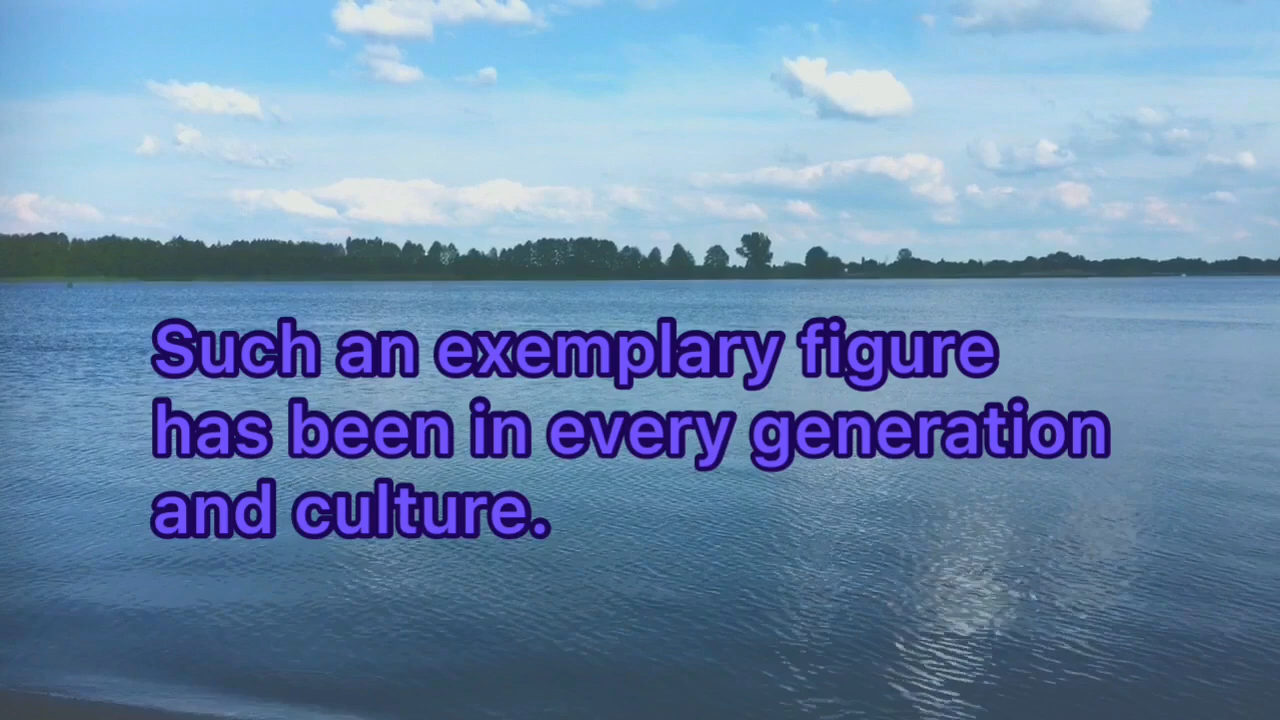 Such an exemplary figure
has been in every generation
and culture.